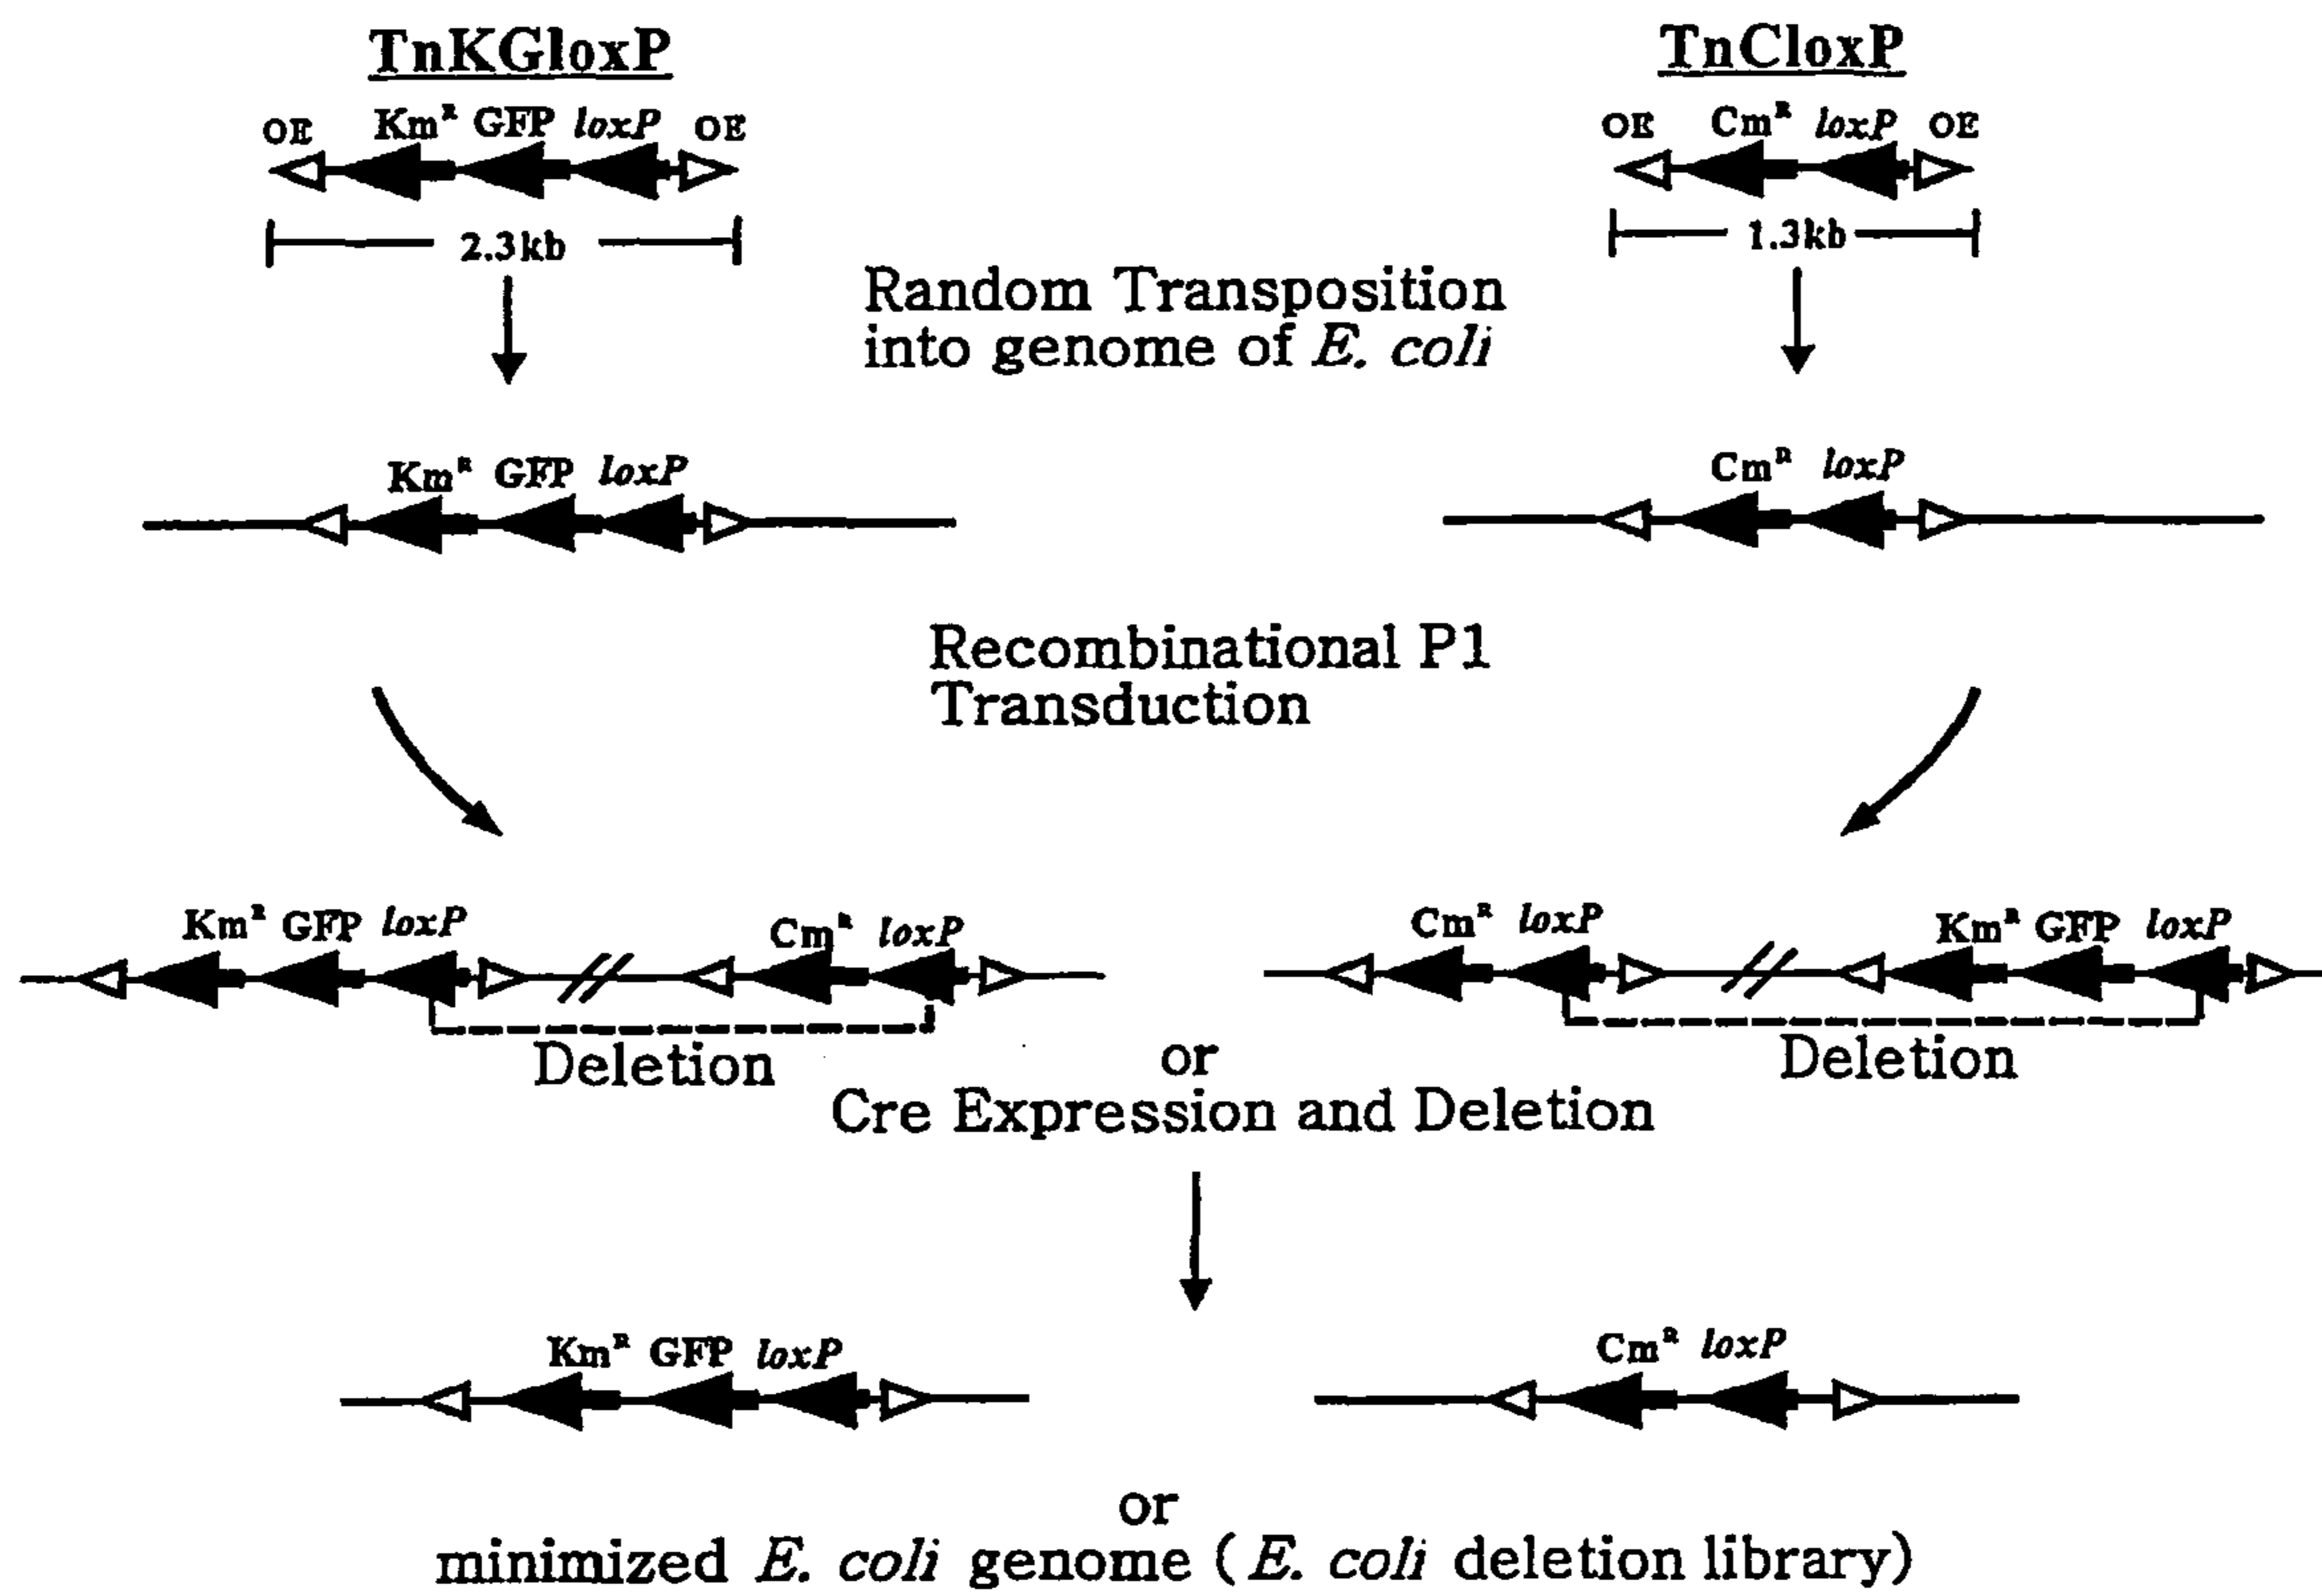 TnKGloxP
TnCloxP
OE Km^R GFP loxP OE
OE Cm^R loxP OE
2.3kb
1.3kb
Random Transposition
into genome of E. coli
Km^R GFP loxP
Cm^R loxP
Recombinational P1
Transduction
Km^R GFP loxP
Cm^R loxP
Cm^R loxP
Km^R GFP loxP
Deletion
or
Deletion
Cre Expression and Deletion
Km^R GFP loxP
Cm^R loxP
or
minimized E. coli genome (E. coli deletion library)